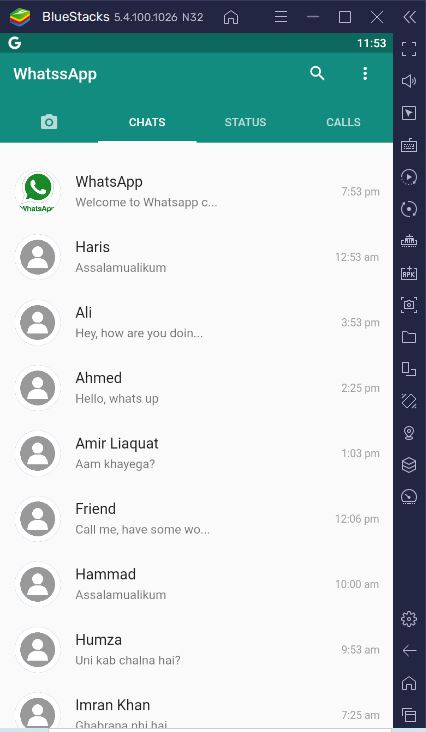 BlueStacks 5.4.100.1026 N32
G 11:53
WhatssApp
CHATS STATUS CALLS
WhatsApp
7:53 pm
Welcome to Whatsapp c...
WhatsApp
Haris
12:53 am
Assalamualikum
Ali
3:53 pm
Hey, how are you doin...
Ahmed
2:25 pm
Hello, whats up
Amir Liaquat
1:03 pm
Aam khayega?
Friend
12:06 pm
Call me, have some wo...
Hammad
10:00 am
Assalamualikum
Humza
9:53 am
Uni kab chalna hai?
Imran Khan
7:25 am
Ghabrana nhi hai